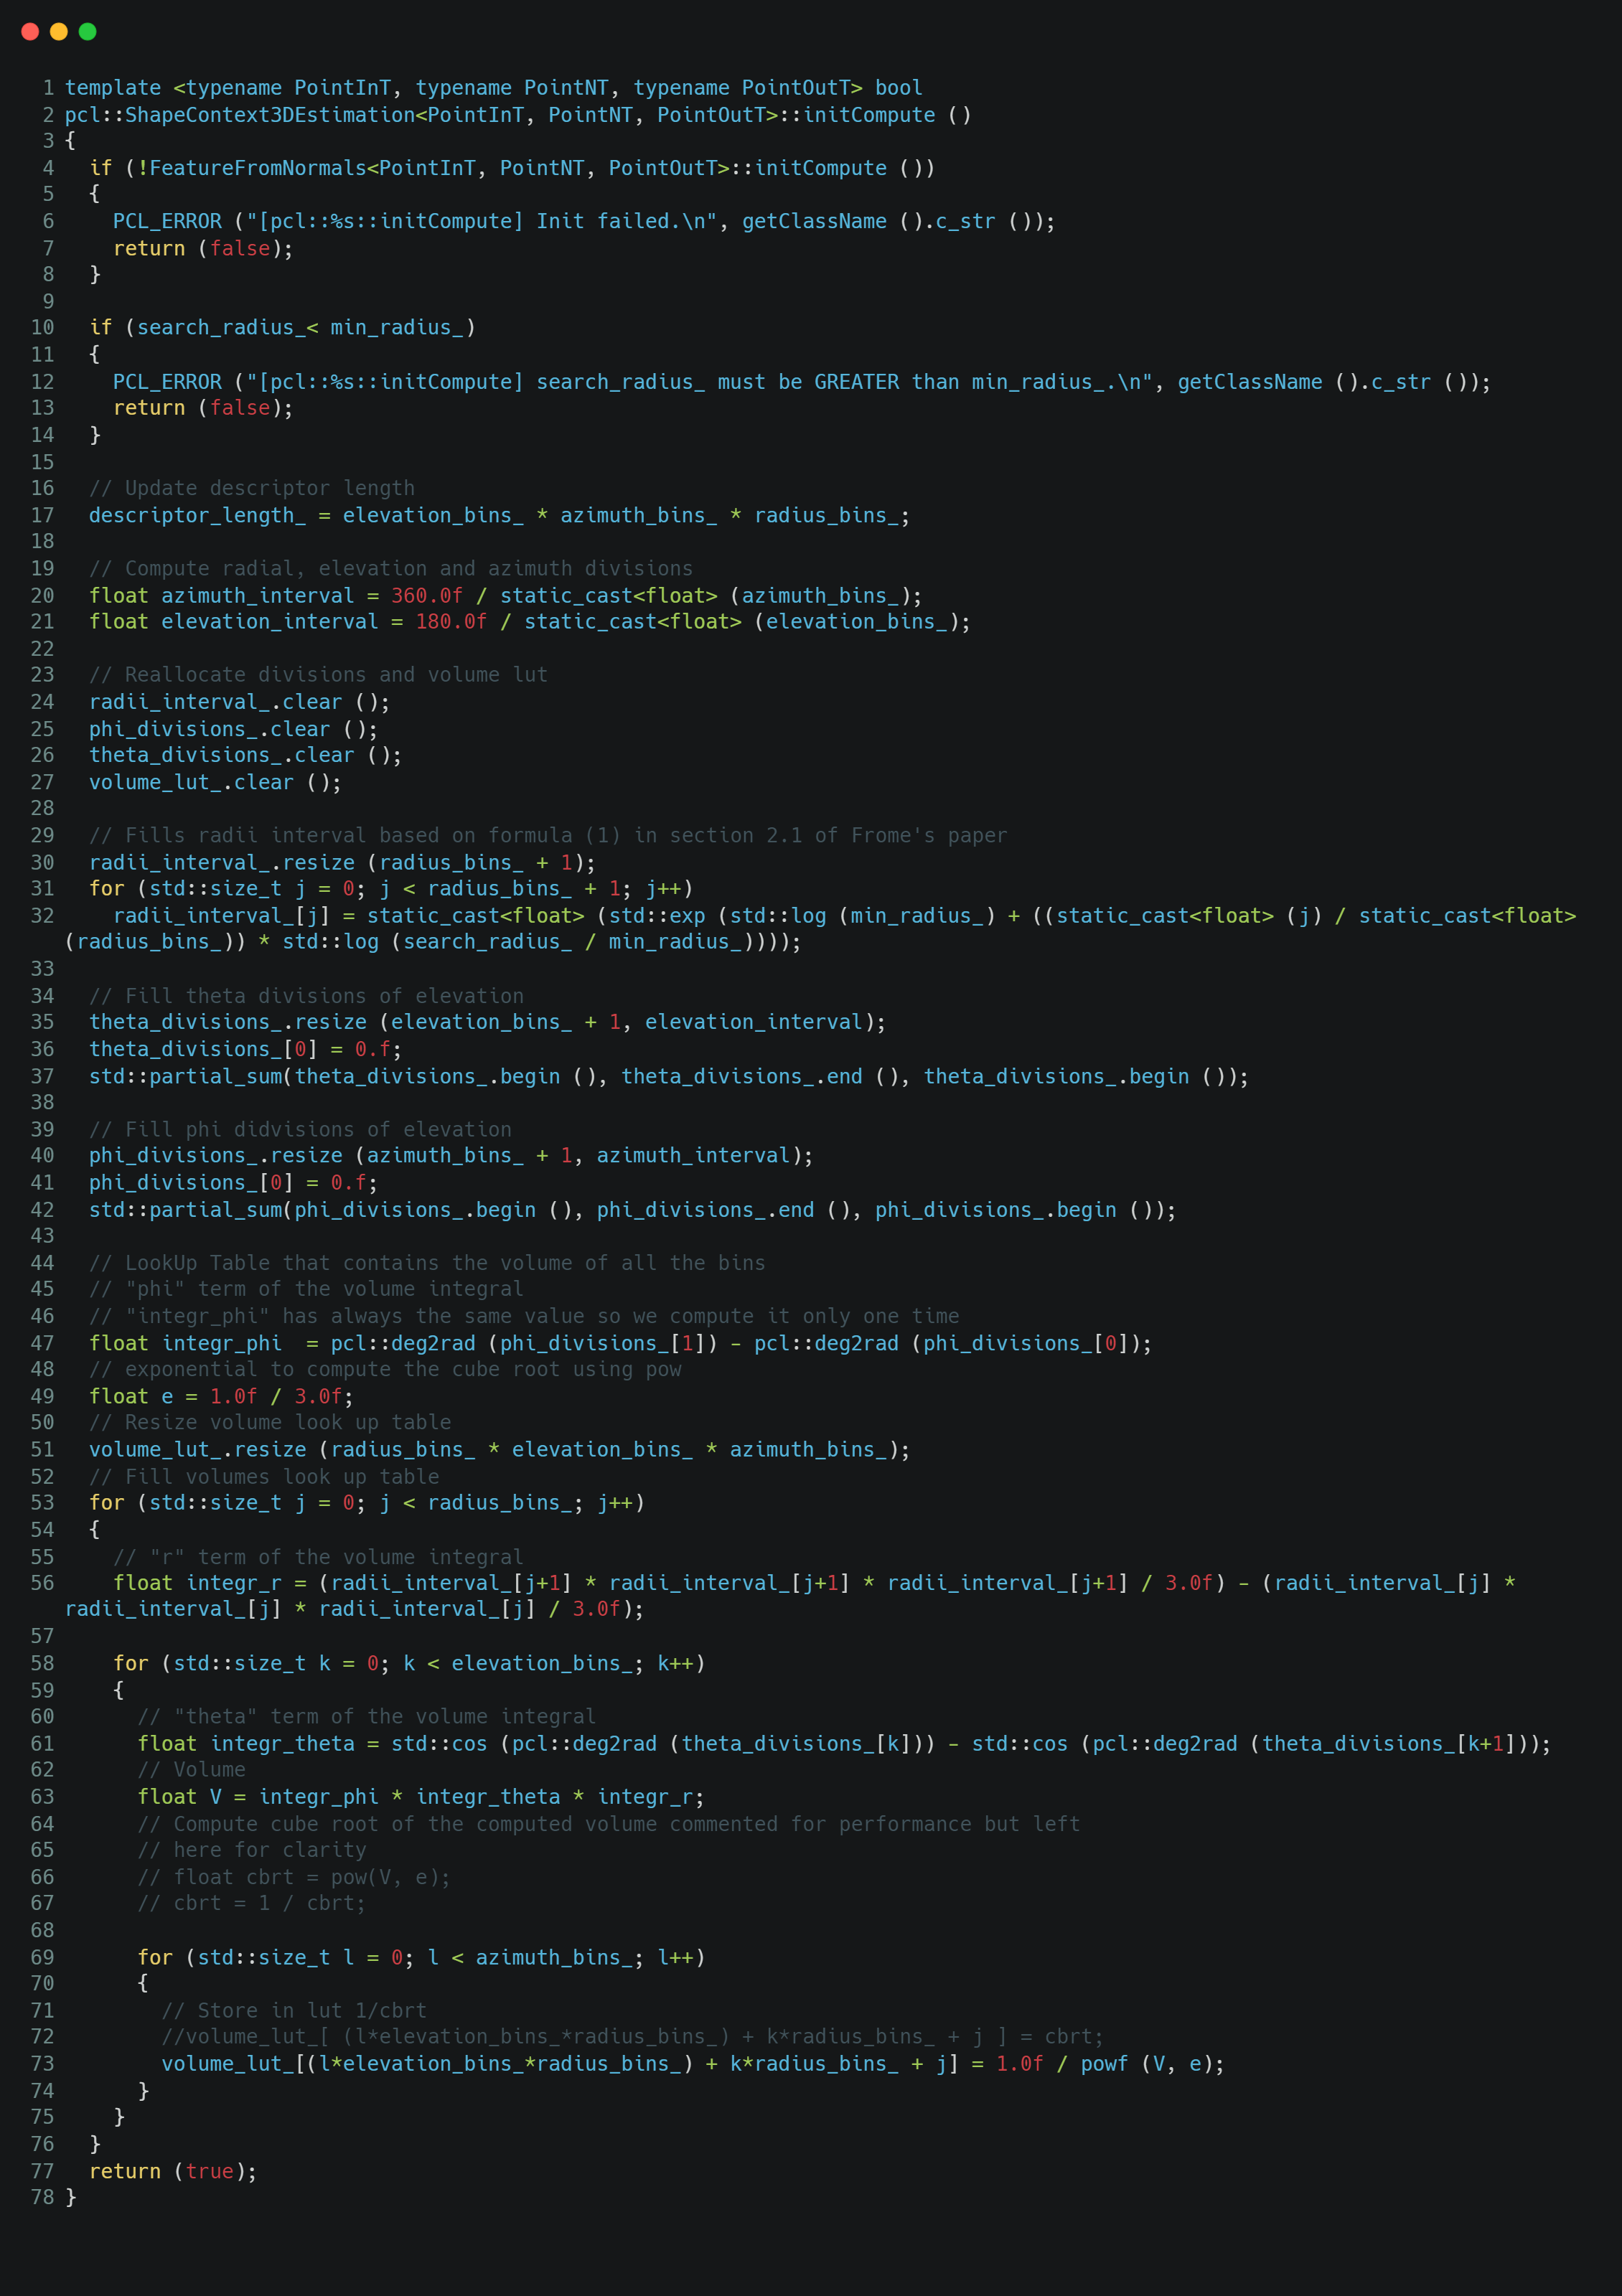 1 template <typename PointInT, typename PointNT, typename PointOutT> bool
2 pcl::ShapeContext3DEstimation<PointInT, PointNT, PointOutT>::initCompute ()
3 {
4   if (!FeatureFromNormals<PointInT, PointNT, PointOutT>::initCompute ())
5   {
6     PCL_ERROR ("[pcl::%s::initCompute] Init failed.\n", getClassName ().c_str ());
7     return (false);
8   }
9
10   if (search_radius_< min_radius_)
11   {
12     PCL_ERROR ("[pcl::%s::initCompute] search_radius_ must be GREATER than min_radius_.\n", getClassName ().c_str ());
13     return (false);
14   }
15
16   // Update descriptor length
17   descriptor_length_ = elevation_bins_ * azimuth_bins_ * radius_bins_;
18
19   // Compute radial, elevation and azimuth divisions
20   float azimuth_interval = 360.0f / static_cast<float> (azimuth_bins_);
21   float elevation_interval = 180.0f / static_cast<float> (elevation_bins_);
22
23   // Reallocate divisions and volume lut
24   radii_interval_.clear ();
25   phi_divisions_.clear ();
26   theta_divisions_.clear ();
27   volume_lut_.clear ();
28
29   // Fills radii interval based on formula (1) in section 2.1 of Frome's paper
30   radii_interval_.resize (radius_bins_ + 1);
31   for (std::size_t j = 0; j < radius_bins_ + 1; j++)
32     radii_interval_[j] = static_cast<float> (std::exp (std::log (min_radius_) + ((static_cast<float> (j) / static_cast<float>
(radius_bins_)) * std::log (search_radius_ / min_radius_))));
33
34   // Fill theta divisions of elevation
35   theta_divisions_.resize (elevation_bins_ + 1, elevation_interval);
36   theta_divisions_[0] = 0.f;
37   std::partial_sum(theta_divisions_.begin (), theta_divisions_.end (), theta_divisions_.begin ());
38
39   // Fill phi didvisions of elevation
40   phi_divisions_.resize (azimuth_bins_ + 1, azimuth_interval);
41   phi_divisions_[0] = 0.f;
42   std::partial_sum(phi_divisions_.begin (), phi_divisions_.end (), phi_divisions_.begin ());
43
44   // LookUp Table that contains the volume of all the bins
45   // "phi" term of the volume integral
46   // "integr_phi" has always the same value so we compute it only one time
47   float integr_phi  = pcl::deg2rad (phi_divisions_[1]) - pcl::deg2rad (phi_divisions_[0]);
48   // exponential to compute the cube root using pow
49   float e = 1.0f / 3.0f;
50   // Resize volume look up table
51   volume_lut_.resize (radius_bins_ * elevation_bins_ * azimuth_bins_);
52   // Fill volumes look up table
53   for (std::size_t j = 0; j < radius_bins_; j++)
54   {
55     // "r" term of the volume integral
56     float integr_r = (radii_interval_[j+1] * radii_interval_[j+1] * radii_interval_[j+1] / 3.0f) - (radii_interval_[j] *
radii_interval_[j] * radii_interval_[j] / 3.0f);
57
58     for (std::size_t k = 0; k < elevation_bins_; k++)
59     {
60       // "theta" term of the volume integral
61       float integr_theta = std::cos (pcl::deg2rad (theta_divisions_[k])) - std::cos (pcl::deg2rad (theta_divisions_[k+1]));
62       // Volume
63       float V = integr_phi * integr_theta * integr_r;
64       // Compute cube root of the computed volume commented for performance but left
65       // here for clarity
66       // float cbrt = pow(V, e);
67       // cbrt = 1 / cbrt;
68
69       for (std::size_t l = 0; l < azimuth_bins_; l++)
70       {
71         // Store in lut 1/cbrt
72         //volume_lut_[ (l*elevation_bins_*radius_bins_) + k*radius_bins_ + j ] = cbrt;
73         volume_lut_[(l*elevation_bins_*radius_bins_) + k*radius_bins_ + j] = 1.0f / powf (V, e);
74       }
75     }
76   }
77   return (true);
78 }